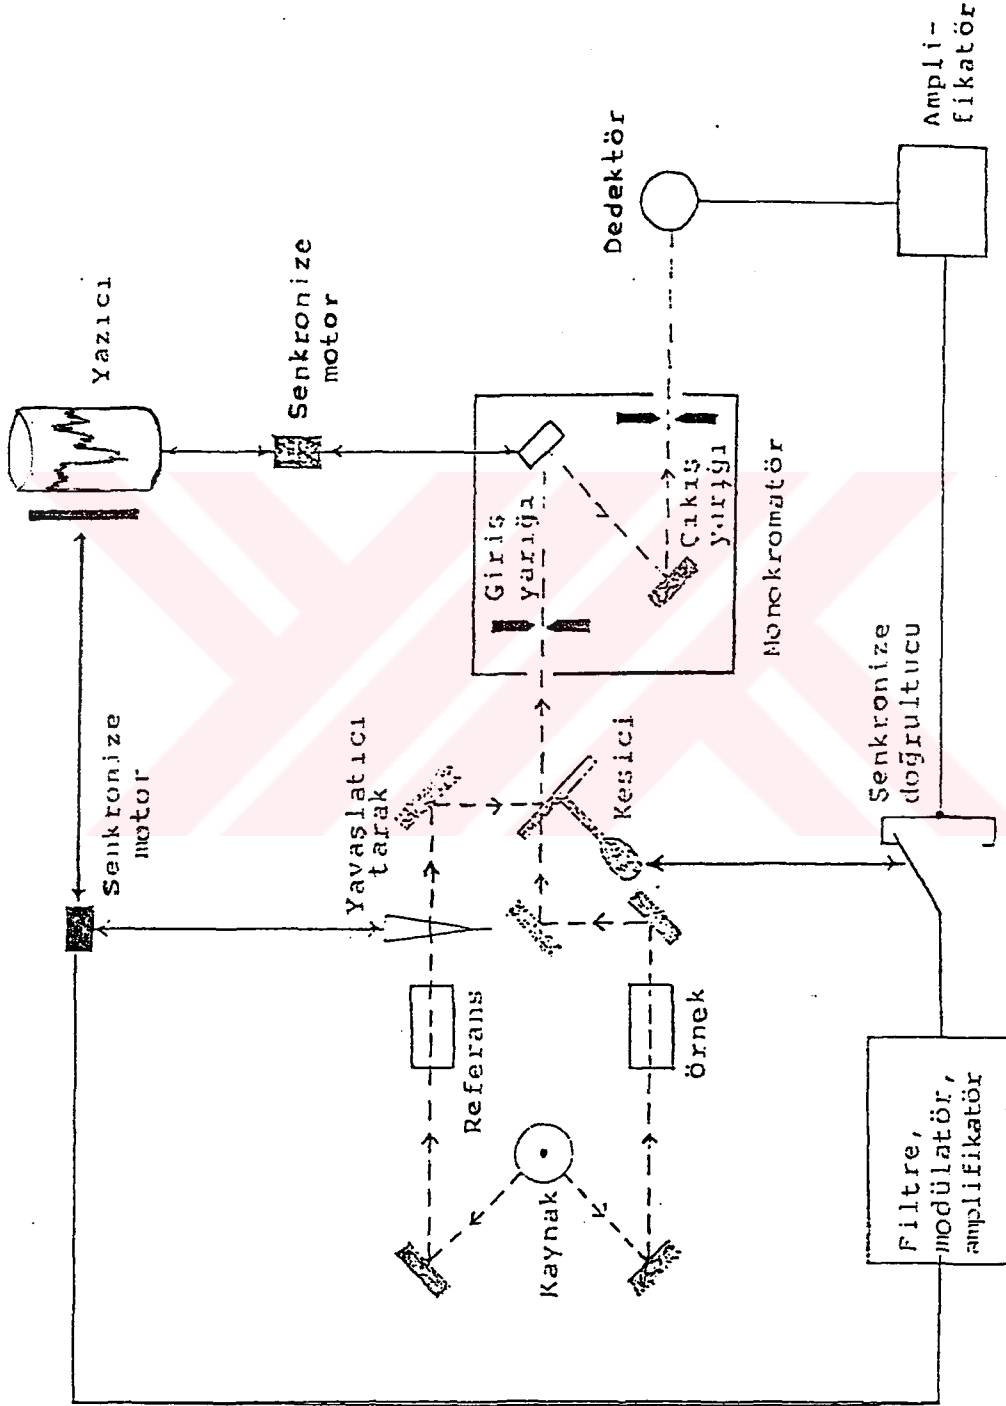 Yazıcı
Senkronize
motor
Senkronize
motor
Yavaşlatıcı
tarak
Referans
Kaynak
Örnek
Kesici
Giriş
yarığı
Çıkış
yarığı
Monokromatör
Dedektör
Ampli-
fikatör
Senkronize
doğrultucu
Filtre,
modülatör,
amplifikatör